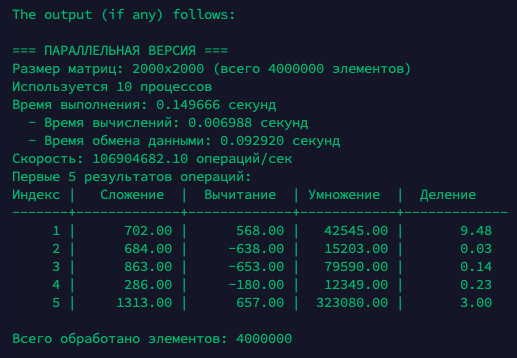 The output (if any) follows:
=== ПАРАЛЛЕЛЬНАЯ ВЕРСИЯ ===
Размер матриц: 2000x2000 (всего 4000000 элементов)
Используется 10 процессов
Время выполнения: 0.149666 секунд
- Время вычислений: 0.006988 секунд
- Время обмена данными: 0.092920 секунд
Скорость: 106904682.10 операций/сек
Первые 5 результатов операций:
Индекс | Сложение | Вычитание | Умножение | Деление
-------+-------------+-------------+------------+-------------
1 | 702.00 | 568.00 | 42545.00 | 9.48
2 | 684.00 | -638.00 | 15203.00 | 0.03
3 | 863.00 | -653.00 | 79590.00 | 0.14
4 | 286.00 | -180.00 | 12349.00 | 0.23
5 | 1313.00 | 657.00 | 323080.00 | 3.00
Всего обработано элементов: 4000000